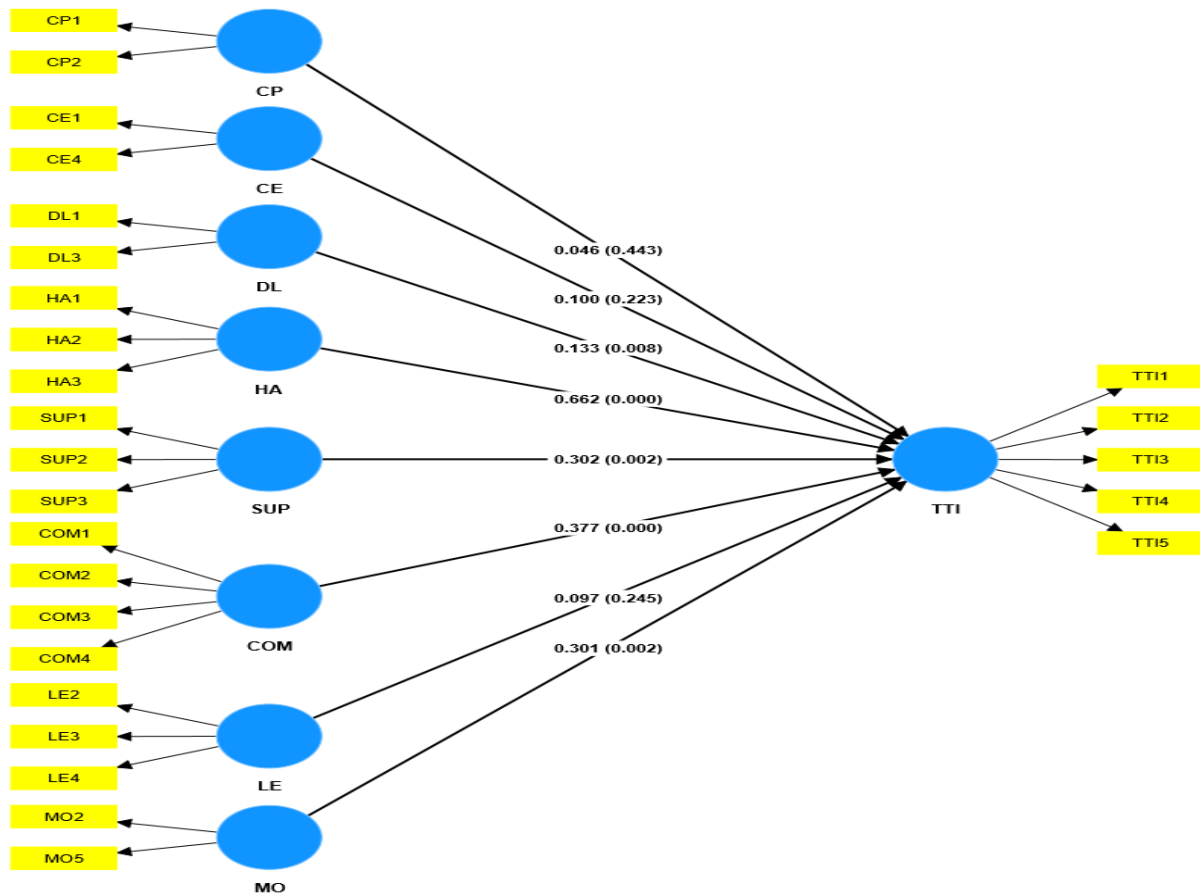 CP1
CP2
CP
CE1
CE4
CE
DL1
DL3
DL
HA1
HA2
HA3
HA
SUP1
SUP2
SUP3
SUP
COM1
COM2
COM3
COM4
COM
LE2
LE3
LE4
LE
MO2
MO5
MO
0.046 (0.443)
0.100 (0.223)
0.133 (0.008)
0.662 (0.000)
0.302 (0.002)
0.377 (0.000)
0.097 (0.245)
0.301 (0.002)
TTI
TTI1
TTI2
TTI3
TTI4
TTI5